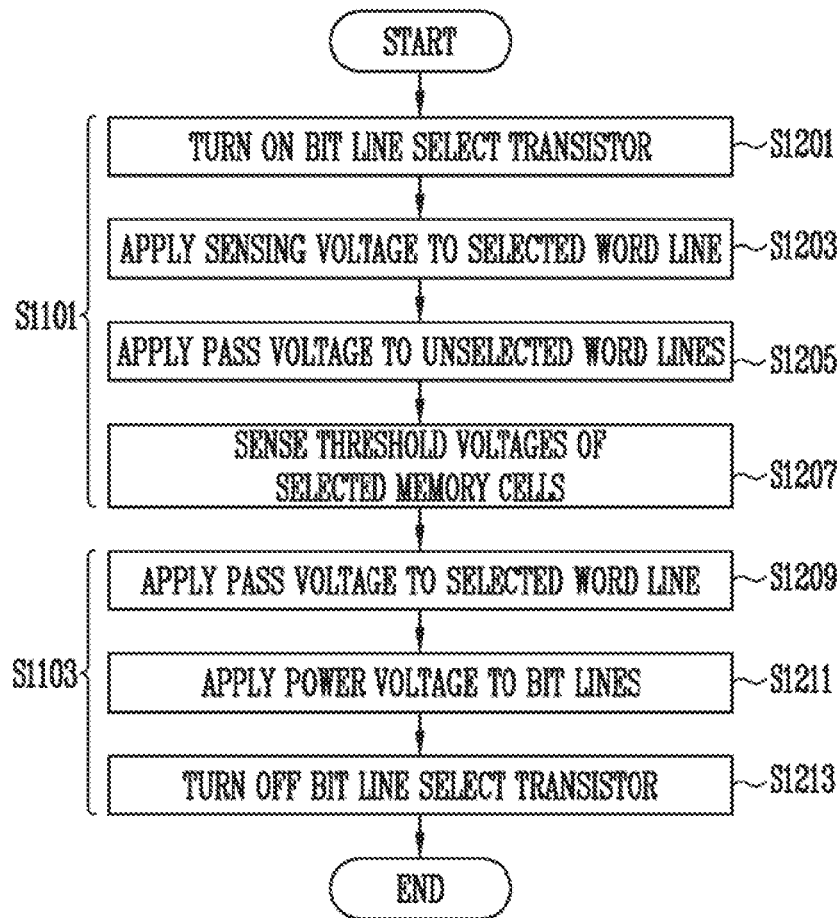 START
TURN ON BIT LINE SELECT TRANSISTOR
S1201
APPLY SENSING VOLTAGE TO SELECTED WORD LINE
S1203
S1101
APPLY PASS VOLTAGE TO UNSELECTED WORD LINES
S1205
SENSE THRESHOLD VOLTAGES OF
SELECTED MEMORY CELLS
S1207
APPLY PASS VOLTAGE TO SELECTED WORD LINE
S1209
S1103
APPLY POWER VOLTAGE TO BIT LINES
S1211
TURN OFF BIT LINE SELECT TRANSISTOR
S1213
END